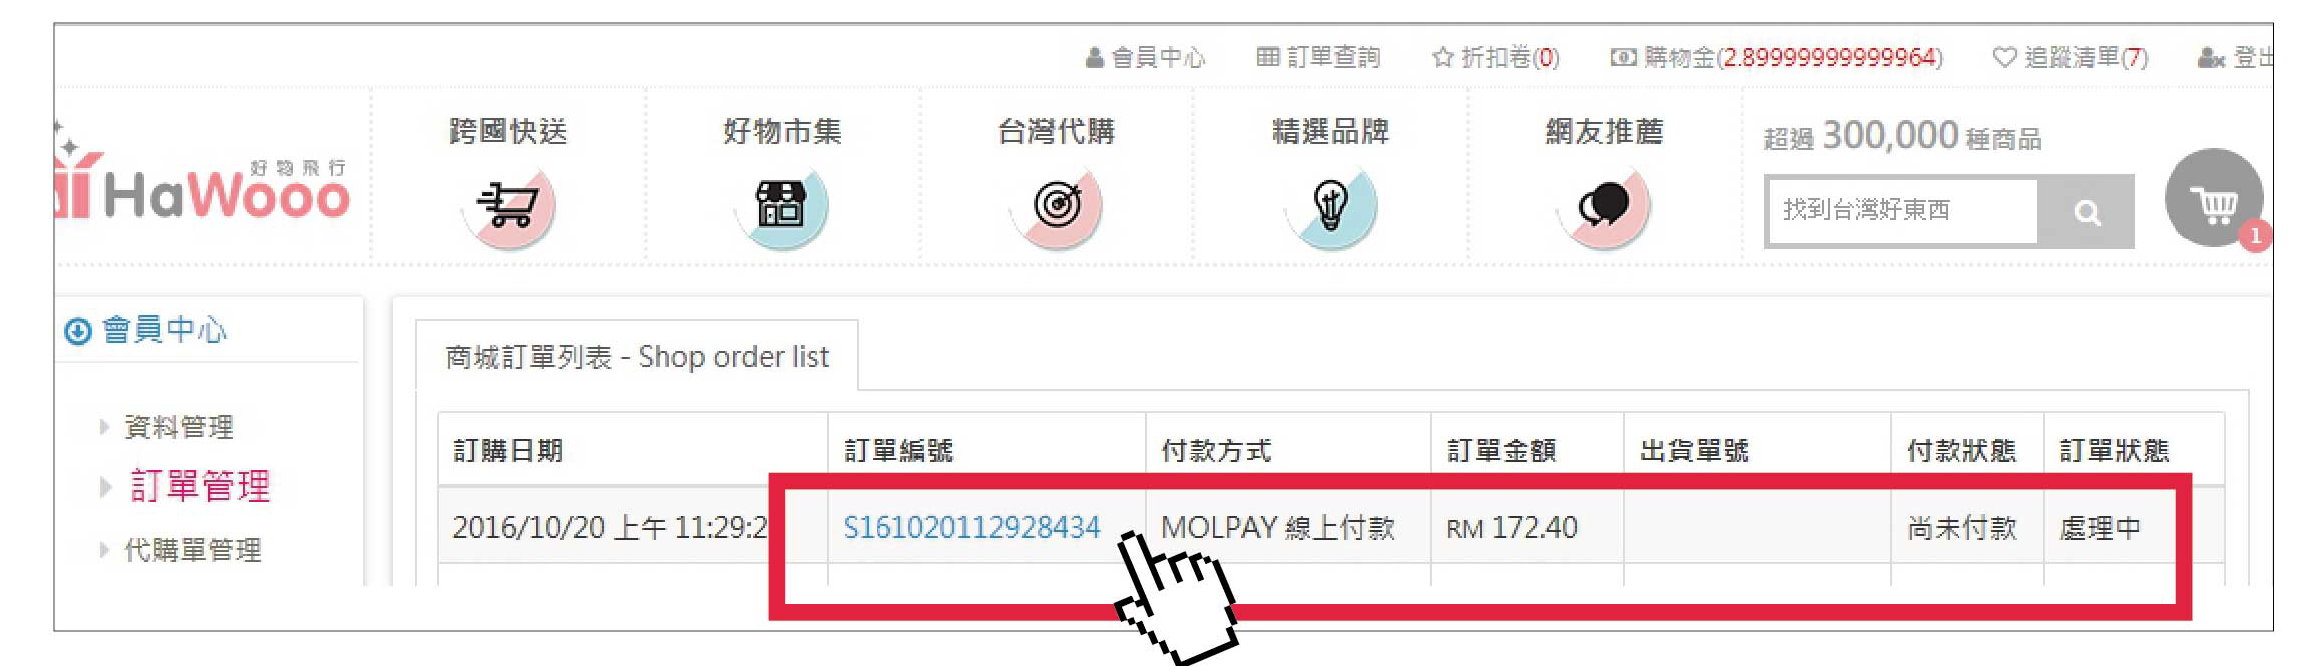 會員中心 訂單查詢 折扣卷(0) 購物金(2.89999999999964) 追蹤清單(7) 登出
好物飛行
HaWooo
跨國快送 好物市集 台灣代購 精選品牌 網友推薦
超過 300,000 種商品
找到台灣好東西
1
會員中心
資料管理
訂單管理
代購單管理
商城訂單列表 - Shop order list
訂購日期 訂單編號 付款方式 訂單金額 出貨單號 付款狀態 訂單狀態
2016/10/20 上午 11:29:2 S161020112928434 MOLPAY 線上付款 RM 172.40 尚未付款 處理中